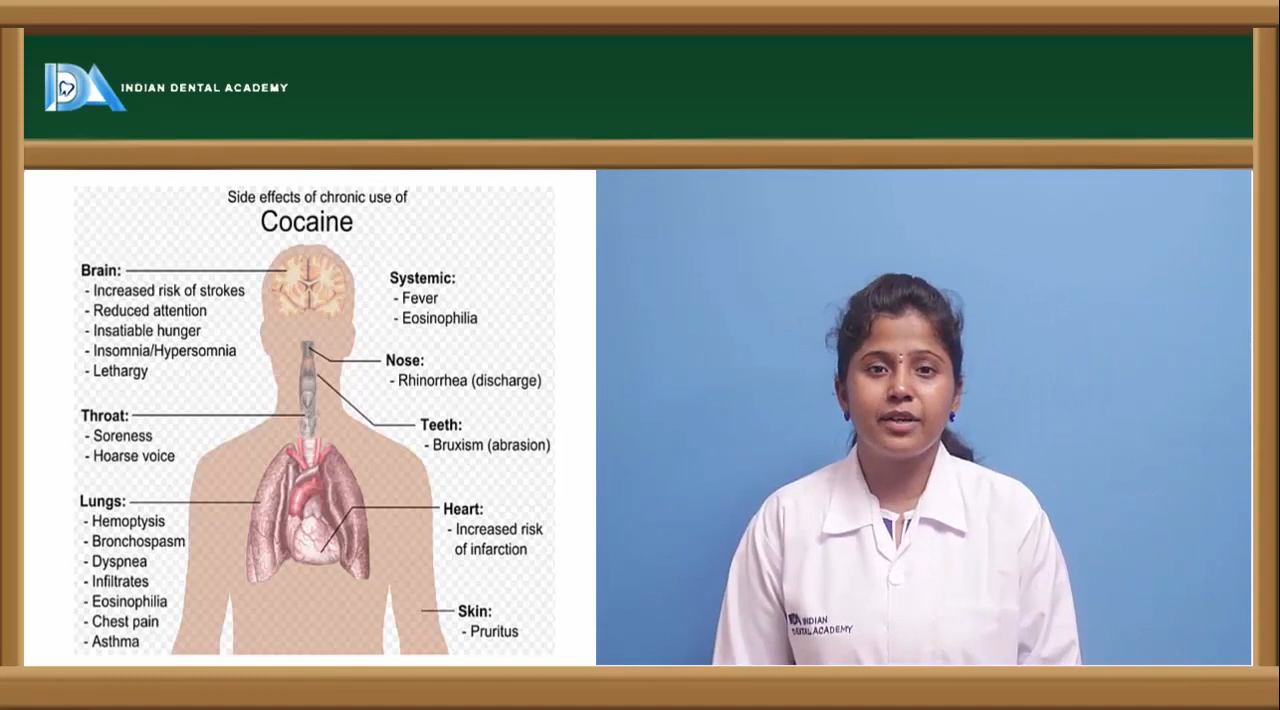 INDIAN DENTAL ACADEMY
Side effects of chronic use of
Cocaine
Brain:
- Increased risk of strokes
- Reduced attention
- Insatiable hunger
- Insomnia/Hypersomnia
- Lethargy
Throat:
- Soreness
- Hoarse voice
Lungs:
- Hemoptysis
- Bronchospasm
- Dyspnea
- Infiltrates
- Eosinophilia
- Chest pain
- Asthma
Systemic:
- Fever
- Eosinophilia
Nose:
- Rhinorrhea (discharge)
Teeth:
- Bruxism (abrasion)
Heart:
- Increased risk
of infarction
Skin:
- Pruritus
INDIAN
DENTAL ACADEMY